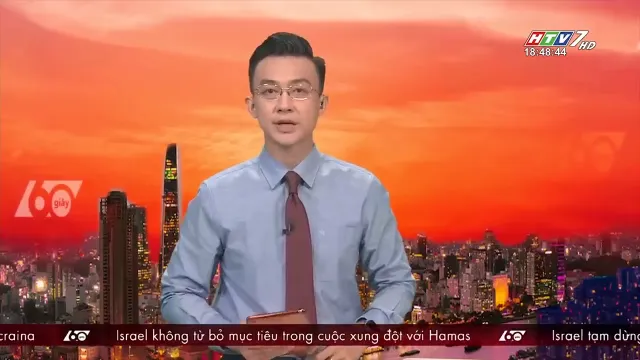 HTV7 HD
18:48:44
60 giây
craina 60 Israel không từ bỏ mục tiêu trong cuộc xung đột với Hamas 60 Israel tạm dừn